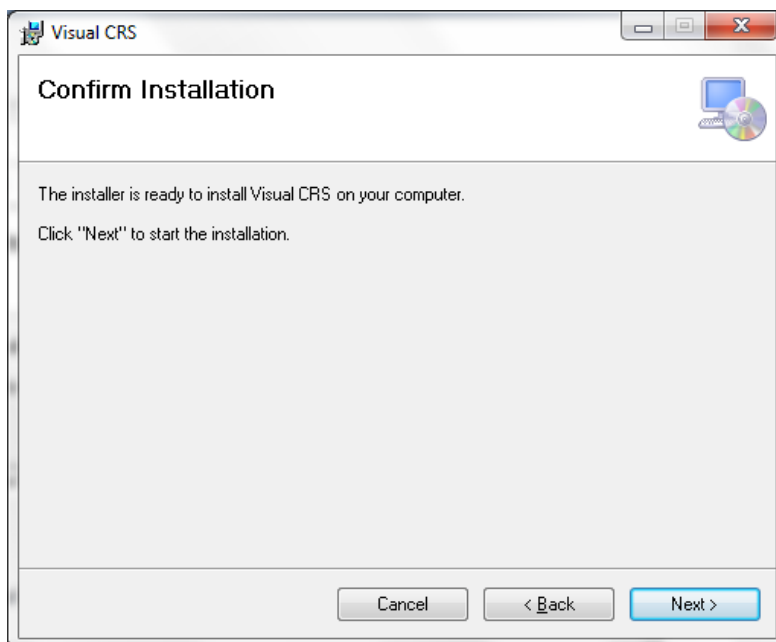 Visual CRS
Confirm Installation
The installer is ready to install Visual CRS on your computer.
Click "Next" to start the installation.
Cancel
< Back
Next >